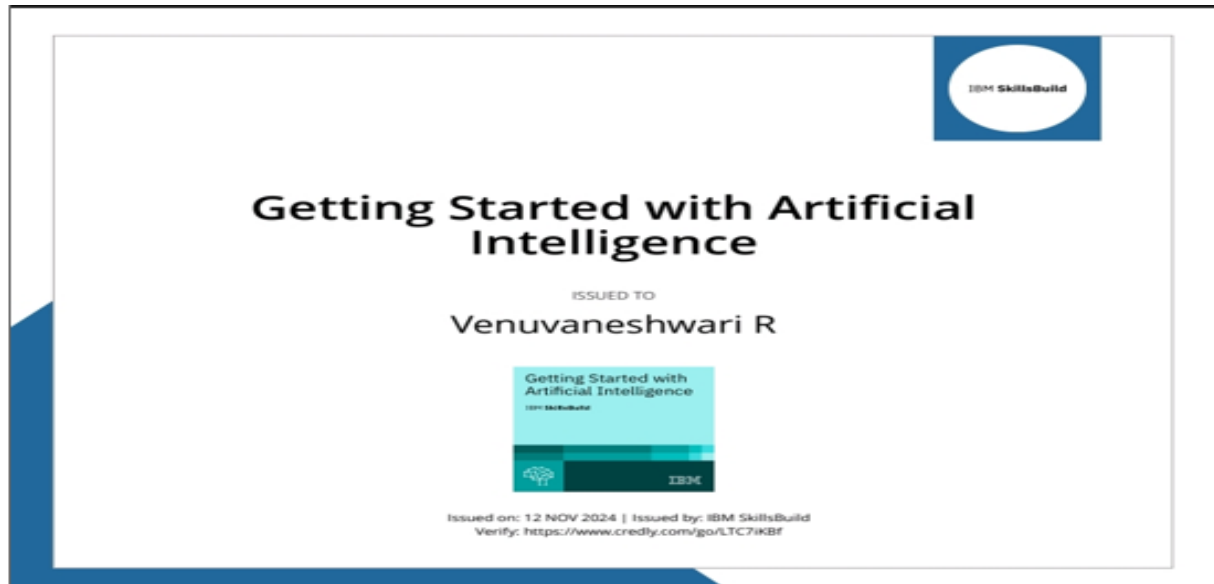 IBM SkillsBuild
Getting Started with Artificial
Intelligence
ISSUED TO
Venuvaneshwari R
Getting Started with
Artificial Intelligence
IBM SkillsBuild
IBM
Issued on: 12 NOV 2024 | Issued by: IBM SkillsBuild
Verify: https://www.credly.com/go/LTC7iKBf